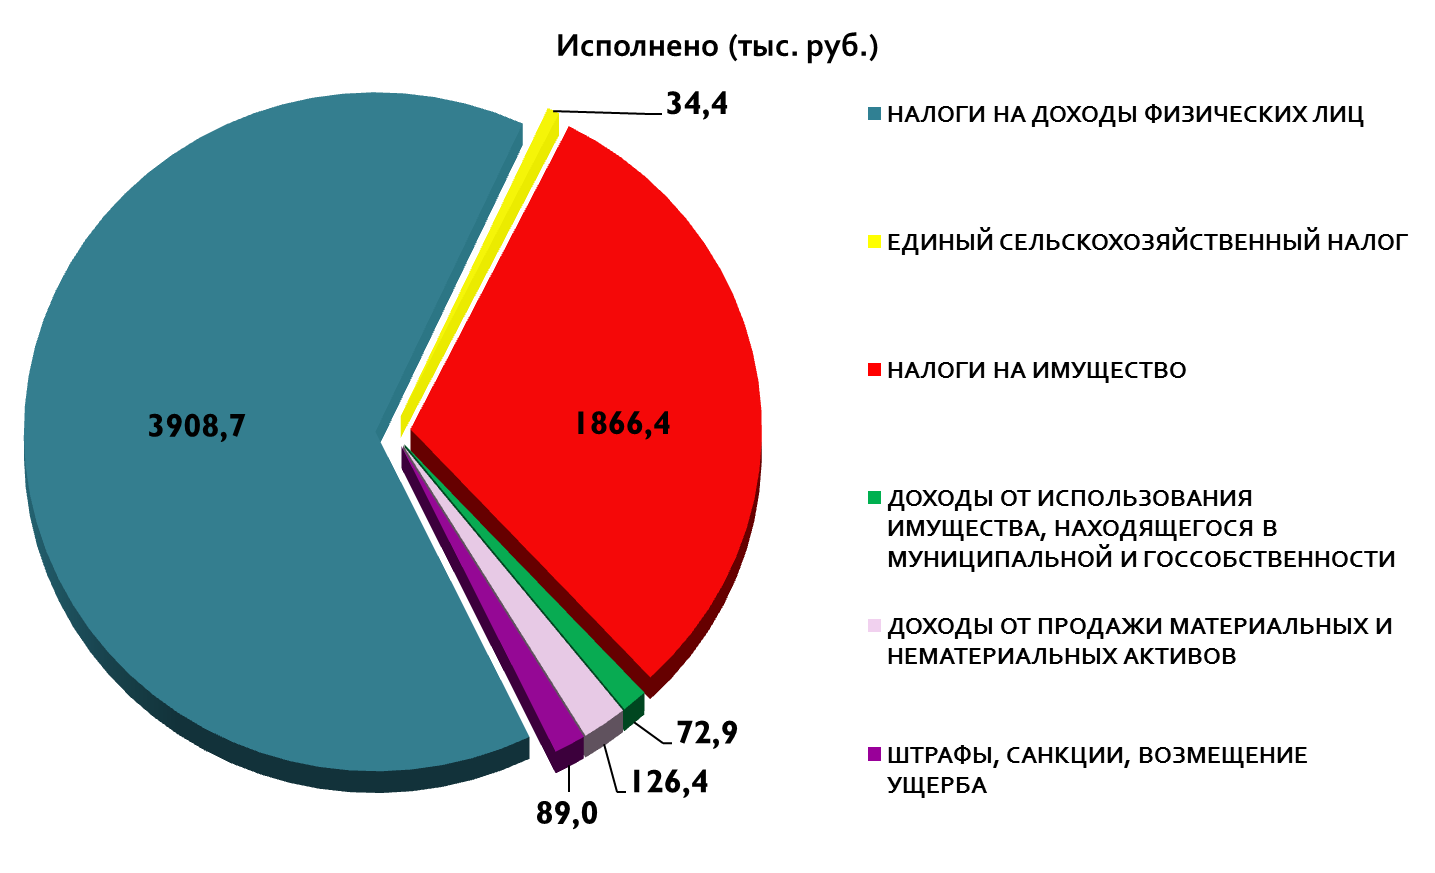 Исполнено (тыс. руб.)
34,4
3908,7
1866,4
72,9
126,4
89,0
НАЛОГИ НА ДОХОДЫ ФИЗИЧЕСКИХ ЛИЦ
ЕДИНЫЙ СЕЛЬСКОХОЗЯЙСТВЕННЫЙ НАЛОГ
НАЛОГИ НА ИМУЩЕСТВО
ДОХОДЫ ОТ ИСПОЛЬЗОВАНИЯ
ИМУЩЕСТВА, НАХОДЯЩЕГОСЯ В
МУНИЦИПАЛЬНОЙ И ГОССОБСТВЕННОСТИ
ДОХОДЫ ОТ ПРОДАЖИ МАТЕРИАЛЬНЫХ И
НЕМАТЕРИАЛЬНЫХ АКТИВОВ
ШТРАФЫ, САНКЦИИ, ВОЗМЕЩЕНИЕ
УЩЕРБА